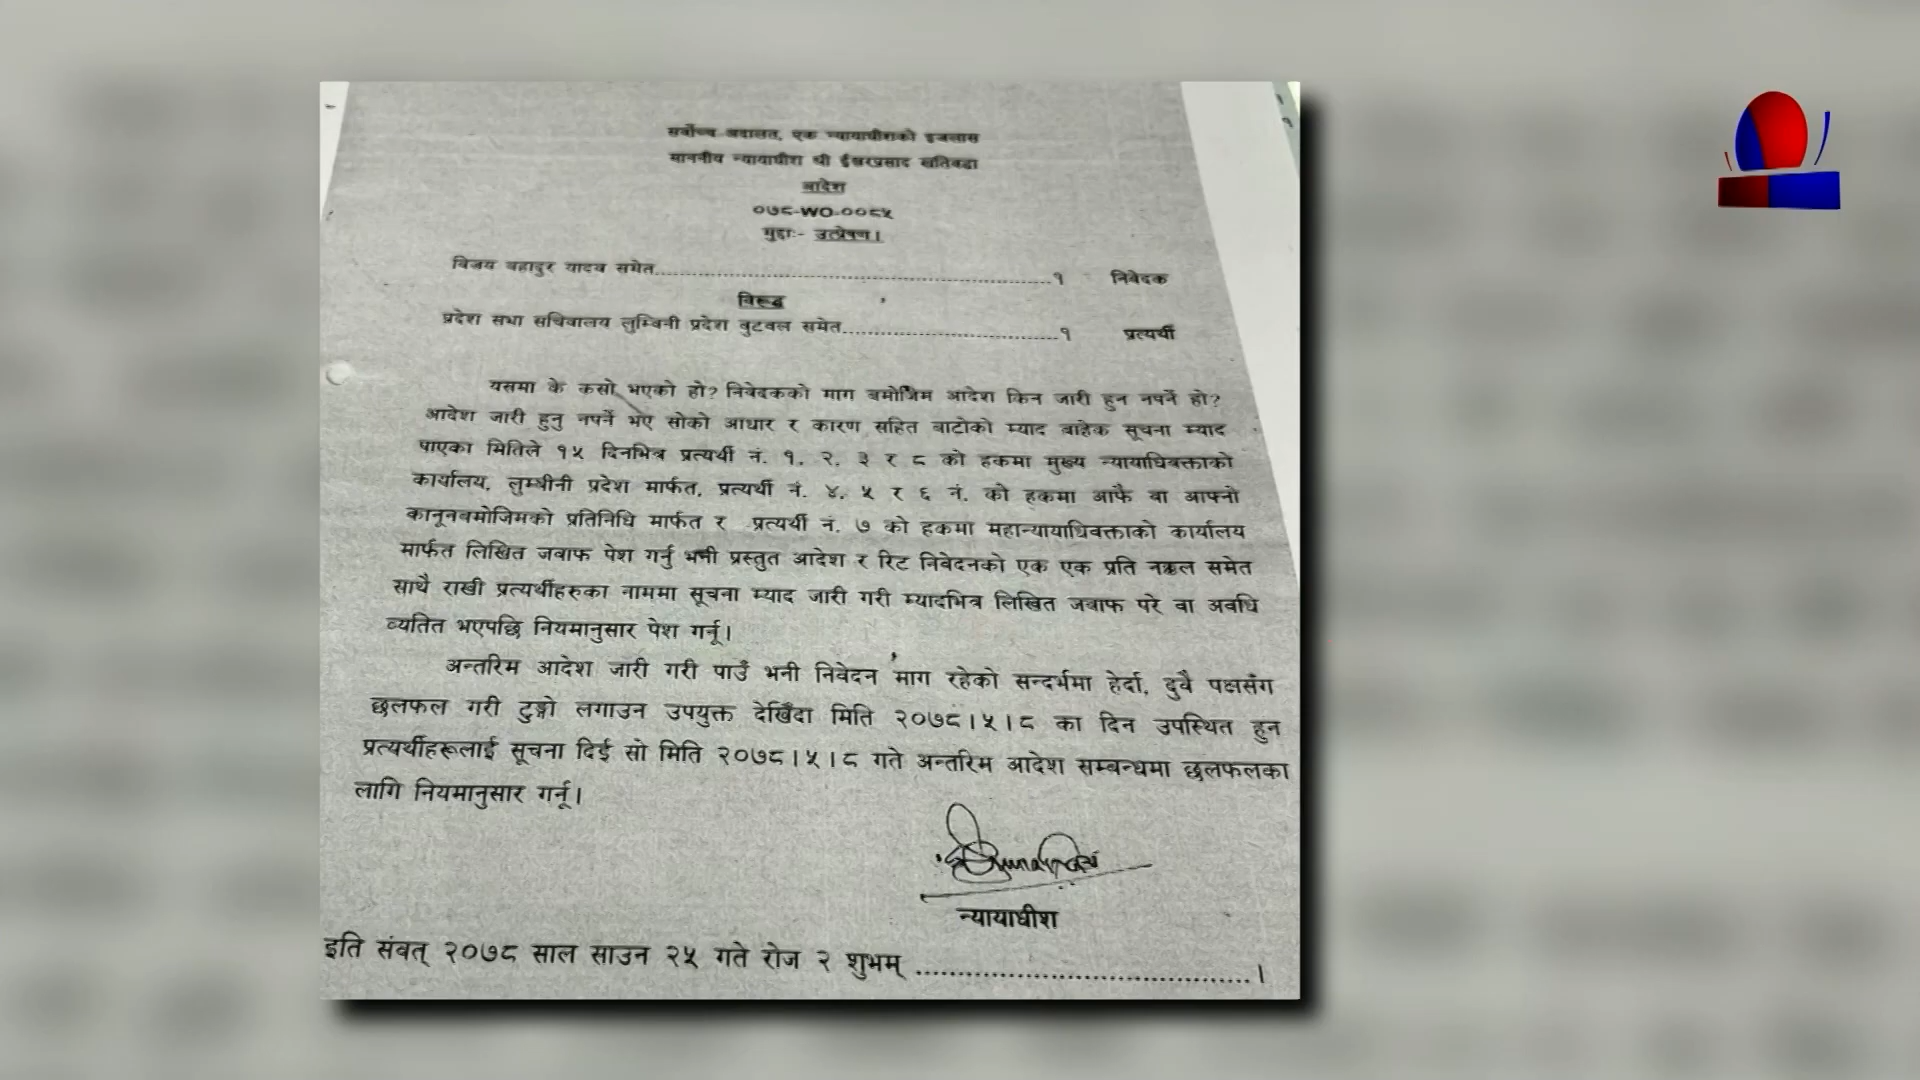 सर्वोच्च अदालत, एक न्यायाधीशको इजलास
माननीय न्यायाधीश श्री ईश्वरप्रसाद खतिवडा
आदेश
०७८-WO-००८५
मुद्दाः- उत्प्रेषण।
विजय बहादुर यादव समेत..........१ निवेदक
विरूद्ध
प्रदेश सभा सचिवालय लुम्बिनी प्रदेश बुटवल समेत..........१ प्रत्यर्थी
यसमा के कसो भएको हो? निवेदकको माग बमोजिम आदेश किन जारी हुन नपर्ने हो?
आदेश जारी हुनु नपर्ने भए सोको आधार र कारण सहित बाटोको म्याद बाहेक सूचना म्याद
पाएका मितिले १५ दिनभित्र प्रत्यर्थी नं. १, २, ३ र ८ को हकमा मुख्य न्यायाधिवक्ताको
कार्यालय, लुम्बीनी प्रदेश मार्फत, प्रत्यर्थी नं. ४, ५ र ६ नं. को हकमा आफै वा आफ्नो
कानूनबमोजिमको प्रतिनिधि मार्फत र प्रत्यर्थी नं. ७ को हकमा महान्यायाधिवक्ताको कार्यालय
मार्फत लिखित जवाफ पेश गर्नु भनी प्रस्तुत आदेश र रिट निवेदनको एक एक प्रति नक्कल समेत
साथै राखी प्रत्यर्थीहरुका नाममा सूचना म्याद जारी गरी म्यादभित्र लिखित जवाफ परे वा अवधि
व्यतित भएपछि नियमानुसार पेश गर्नू।
अन्तरिम आदेश जारी गरी पाउँ भनी निवेदन माग रहेको सन्दर्भमा हेर्दा, दुवै पक्षसँग
छलफल गरी टुङ्गो लगाउन उपयुक्त देखिँदा मिति २०७८।५।८ का दिन उपस्थित हुन
प्रत्यर्थीहरूलाई सूचना दिई सो मिति २०७८।५।८ गते अन्तरिम आदेश सम्बन्धमा छलफलका
लागि नियमानुसार गर्नू।
न्यायाधीश
इति संवत् २०७८ साल साउन २५ गते रोज २ शुभम् ..........।